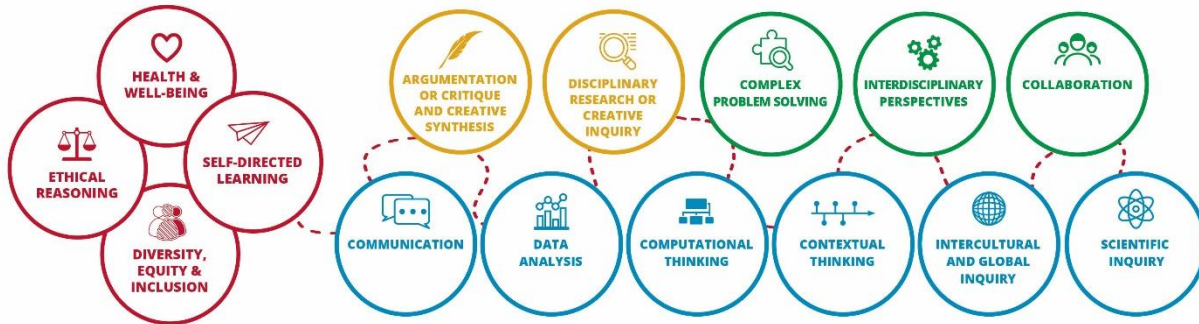 HEALTH &
WELL-BEING
ETHICAL
REASONING
SELF-DIRECTED
LEARNING
DIVERSITY,
EQUITY &
INCLUSION
ARGUMENTATION
OR CRITIQUE
AND CREATIVE
SYNTHESIS
DISCIPLINARY
RESEARCH OR
CREATIVE
INQUIRY
COMPLEX
PROBLEM SOLVING
INTERDISCIPLINARY
PERSPECTIVES
COLLABORATION
COMMUNICATION
DATA
ANALYSIS
COMPUTATIONAL
THINKING
CONTEXTUAL
THINKING
INTERCULTURAL
AND GLOBAL
INQUIRY
SCIENTIFIC
INQUIRY